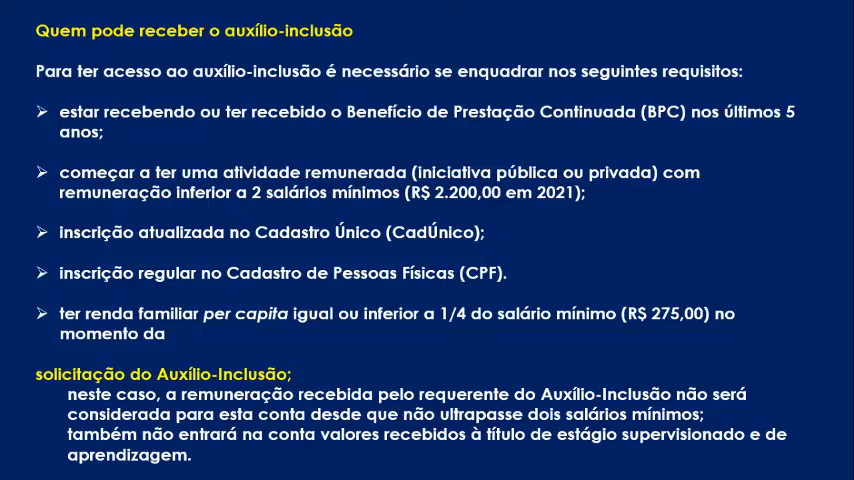 Quem pode receber o auxílio-inclusão
Para ter acesso ao auxílio-inclusão é necessário se enquadrar nos seguintes requisitos:
➢ estar recebendo ou ter recebido o Benefício de Prestação Continuada (BPC) nos últimos 5
anos;
➢ começar a ter uma atividade remunerada (iniciativa pública ou privada) com
remuneração inferior a 2 salários mínimos (R$ 2.200,00 em 2021);
➢ inscrição atualizada no Cadastro Único (CadÚnico);
➢ inscrição regular no Cadastro de Pessoas Físicas (CPF).
➢ ter renda familiar per capita igual ou inferior a 1/4 do salário mínimo (R$ 275,00) no
momento da
solicitação do Auxílio-Inclusão;
neste caso, a remuneração recebida pelo requerente do Auxílio-Inclusão não será
considerada para esta conta desde que não ultrapasse dois salários mínimos;
também não entrará na conta valores recebidos à título de estágio supervisionado e de
aprendizagem.